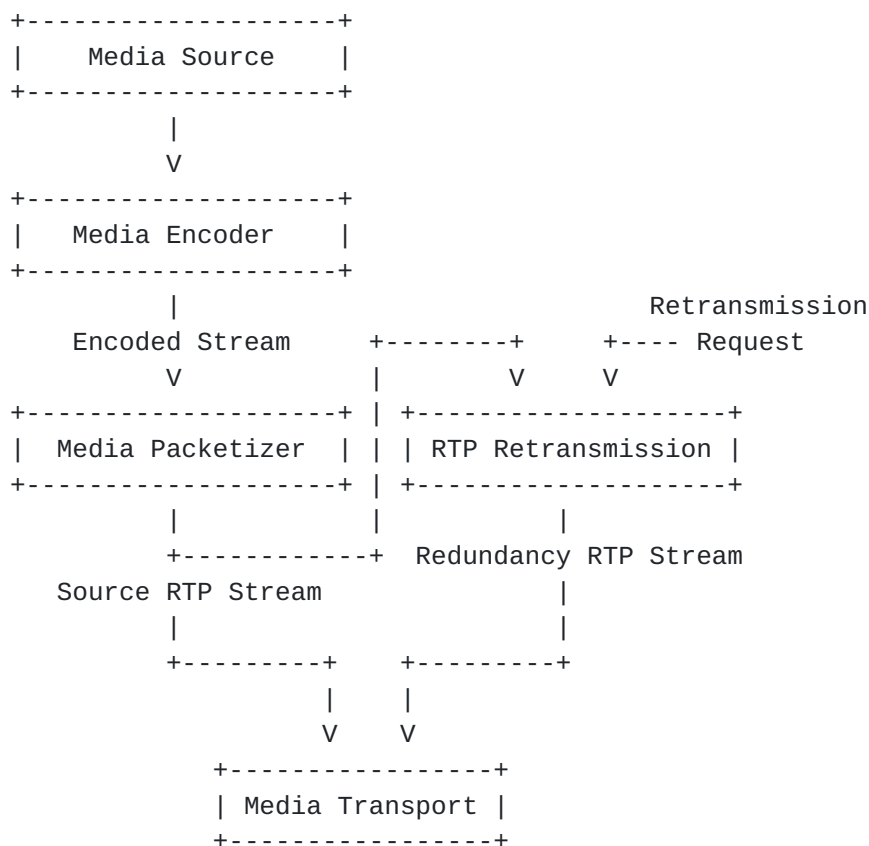 +--------------------+
|    Media Source    |
+--------------------+
          |
          V
+--------------------+
|   Media Encoder    |
+--------------------+
          |                              Retransmission
    Encoded Stream     +--------+     +---- Request
          V            |        V     V
+--------------------+ | +--------------------+
|  Media Packetizer  | | | RTP Retransmission |
+--------------------+ | +--------------------+
          |            |           |
          +------------+  Redundancy RTP Stream
   Source RTP Stream               |
          |                        |
          +---------+    +---------+
                    |    |
                    V    V
             +-----------------+
             | Media Transport |
             +-----------------+